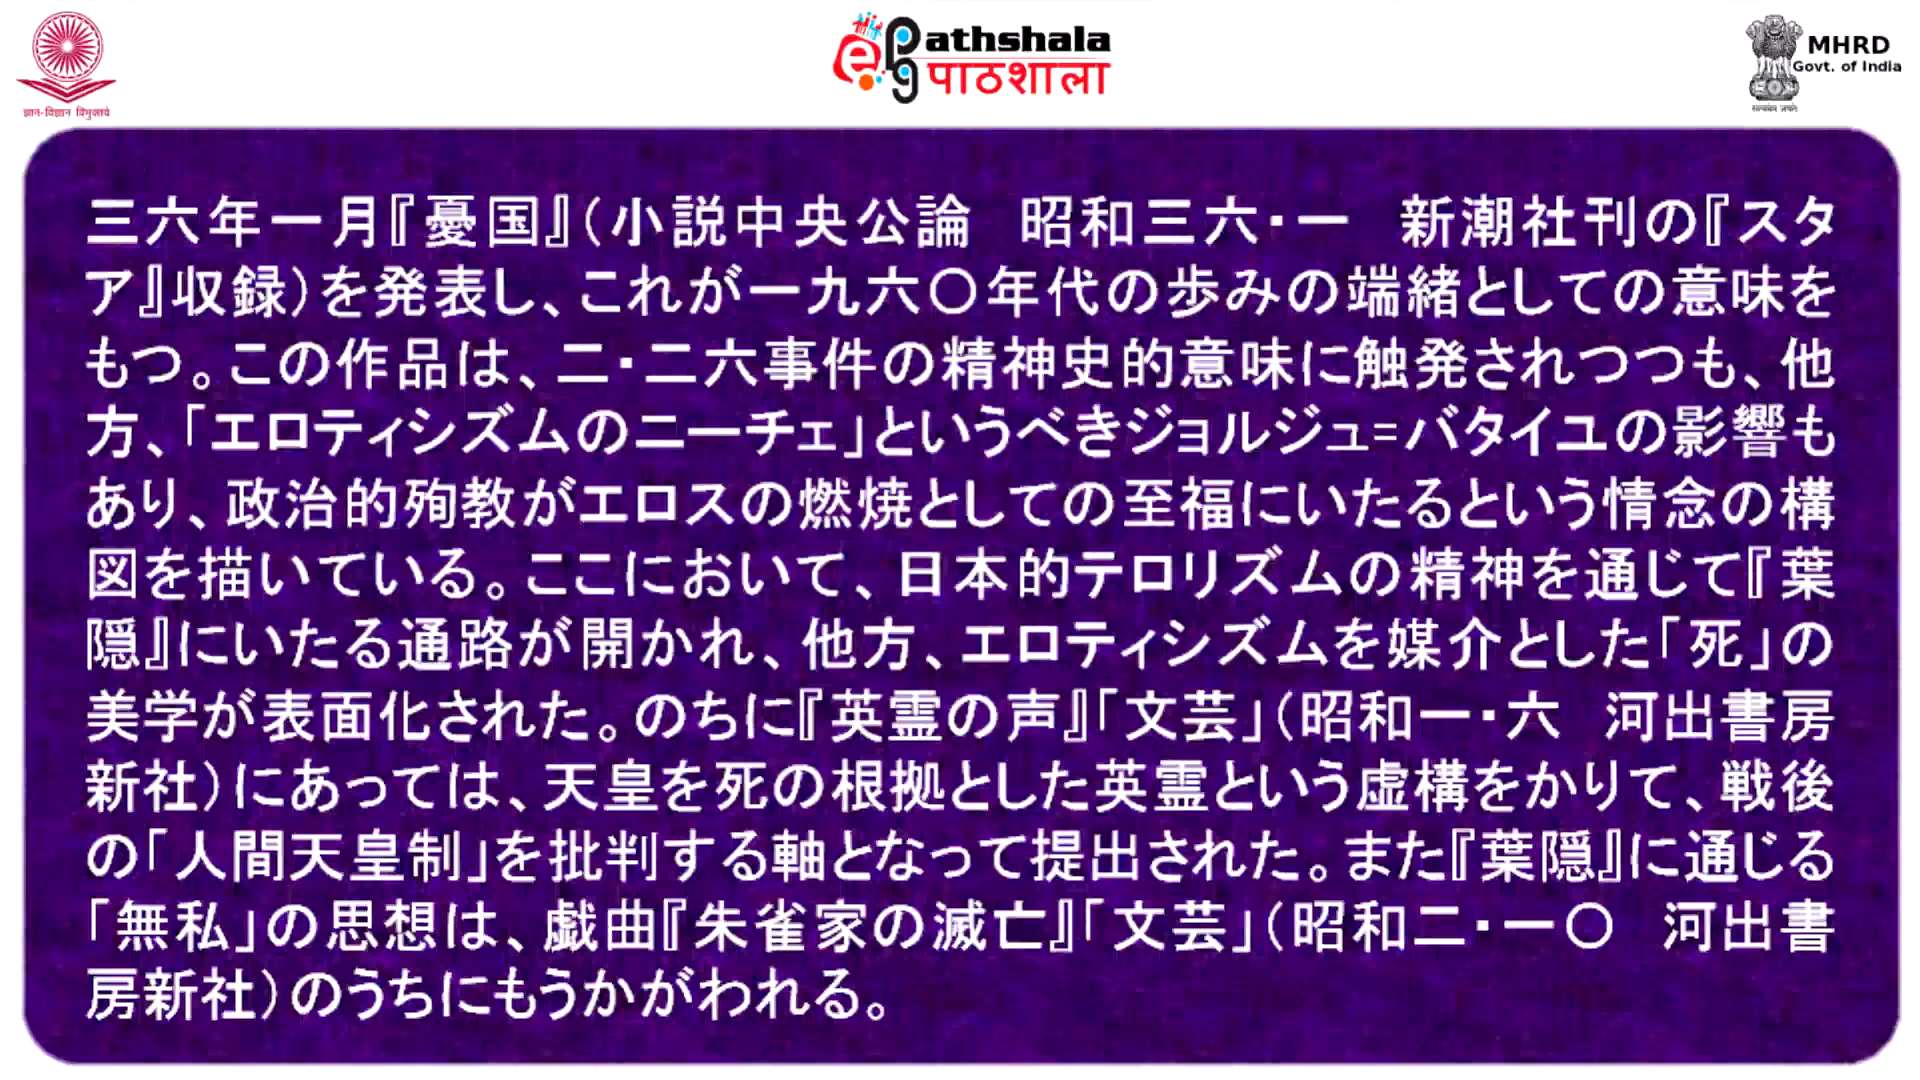 ज्ञान-विज्ञान विमुक्तये
ePathshala
पाठशाला
MHRD
Govt. of India
सत्यमेव जयते
三六年一月『憂国』（小説中央公論　昭和三六・一　新潮社刊の『スタ
ア』収録）を発表し、これが一九六〇年代の歩みの端緒としての意味を
もつ。この作品は、二・二六事件の精神史的意味に触発されつつも、他
方、「エロティシズムのニーチェ」というべきジョルジュ=バタイユの影響も
あり、政治的殉教がエロスの燃焼としての至福にいたるという情念の構
図を描いている。ここにおいて、日本的テロリズムの精神を通じて『葉
隠』にいたる通路が開かれ、他方、エロティシズムを媒介とした「死」の
美学が表面化された。のちに『英霊の声』「文芸」（昭和一・六　河出書房
新社）にあっては、天皇を死の根拠とした英霊という虚構をかりて、戦後
の「人間天皇制」を批判する軸となって提出された。また『葉隠』に通じる
「無私」の思想は、戯曲『朱雀家の滅亡』「文芸」（昭和二・一〇　河出書
房新社）のうちにもうかがわれる。